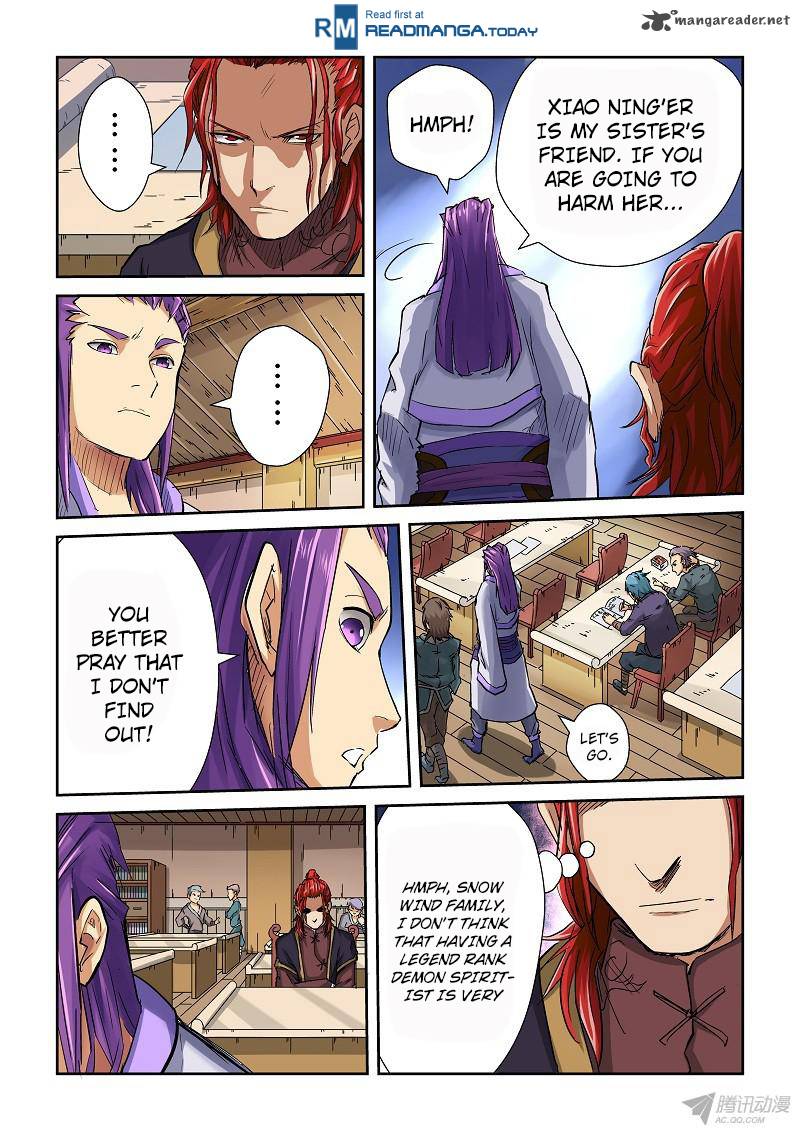 Read first at
RM READMANGA.TODAY
mangareader.net
HMPH!
XIAO NING'ER
IS MY SISTER'S
FRIEND. IF YOU
ARE GOING TO
HARM HER...
YOU
BETTER
PRAY THAT
I DON'T
FIND
OUT!
LET'S
GO.
HMPH, SNOW
WIND FAMILY,
I DON'T THINK
THAT HAVING A
LEGEND RANK
DEMON SPIRIT-
IST IS VERY
腾讯动漫
AC.QQ.COM